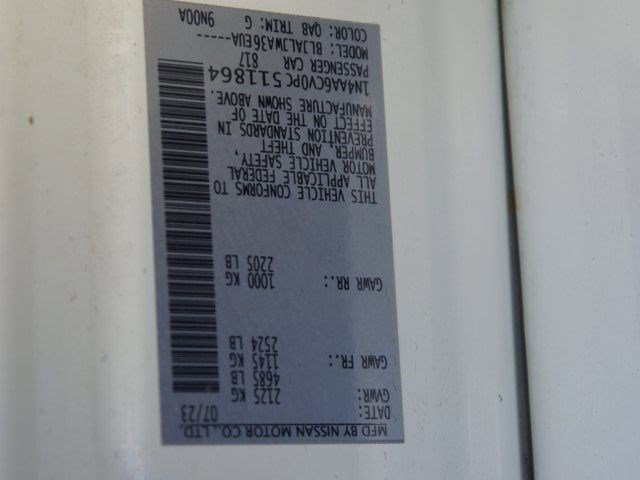 MFD BY NISSAN MOTOR CO., LTD.
DATE: 07/23
GVWR: 2125 KG
4685 LB
GAWR FR.: 1145 KG
2524 LB
GAWR RR.: 1000 KG
2205 LB
THIS VEHICLE CONFORMS TO
ALL APPLICABLE FEDERAL
MOTOR VEHICLE SAFETY,
BUMPER, AND THEFT
PREVENTION STANDARDS IN
EFFECT ON THE DATE OF
MANUFACTURE SHOWN ABOVE.
1N4AA6CV0PC511864
PASSENGER CAR 817
MODEL: BLJALJWA36EUA-----
COLOR: QAB TRIM: G 9N00A